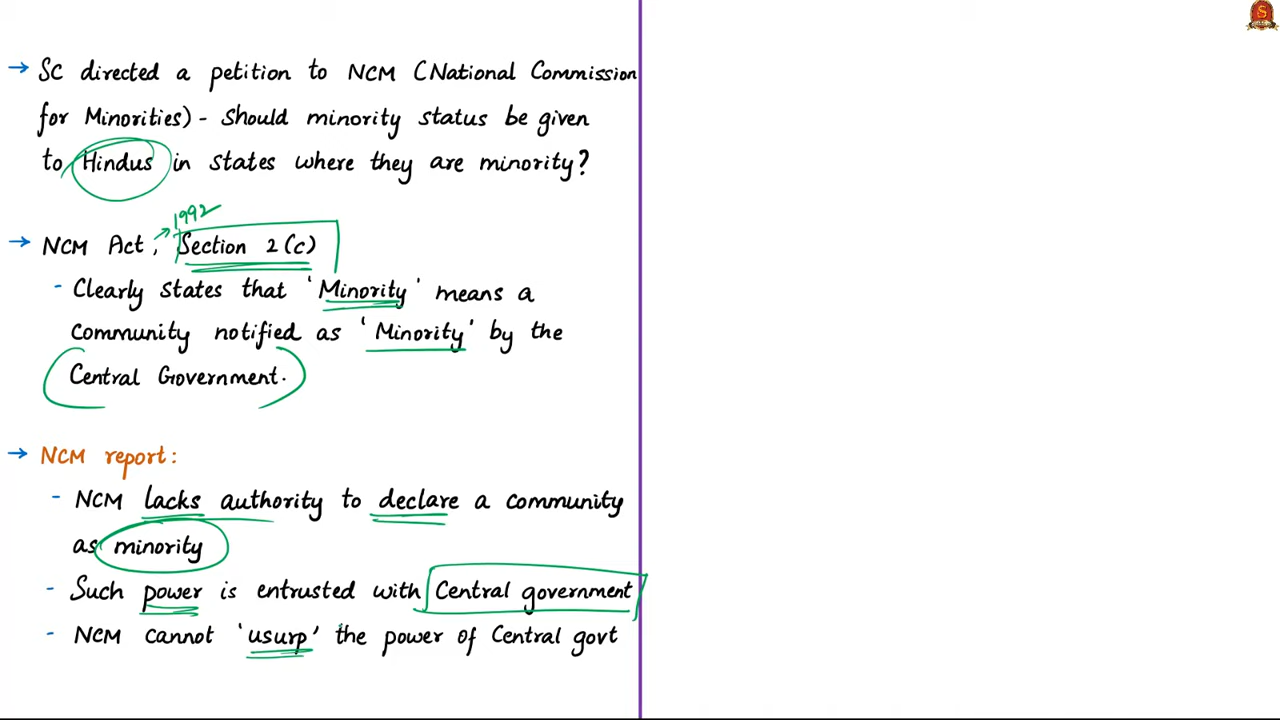 → SC directed a petition to NCM (National Commission
for Minorities) - Should minority status be given
to Hindus in states where they are minority?
1992
→ NCM Act, Section 2(c)
- Clearly states that 'Minority' means a
Community notified as 'Minority' by the
Central Government.
→ NCM report:
- NCM lacks authority to declare a community
as minority
- Such power is entrusted with Central government
- NCM cannot 'usurp' the power of Central govt